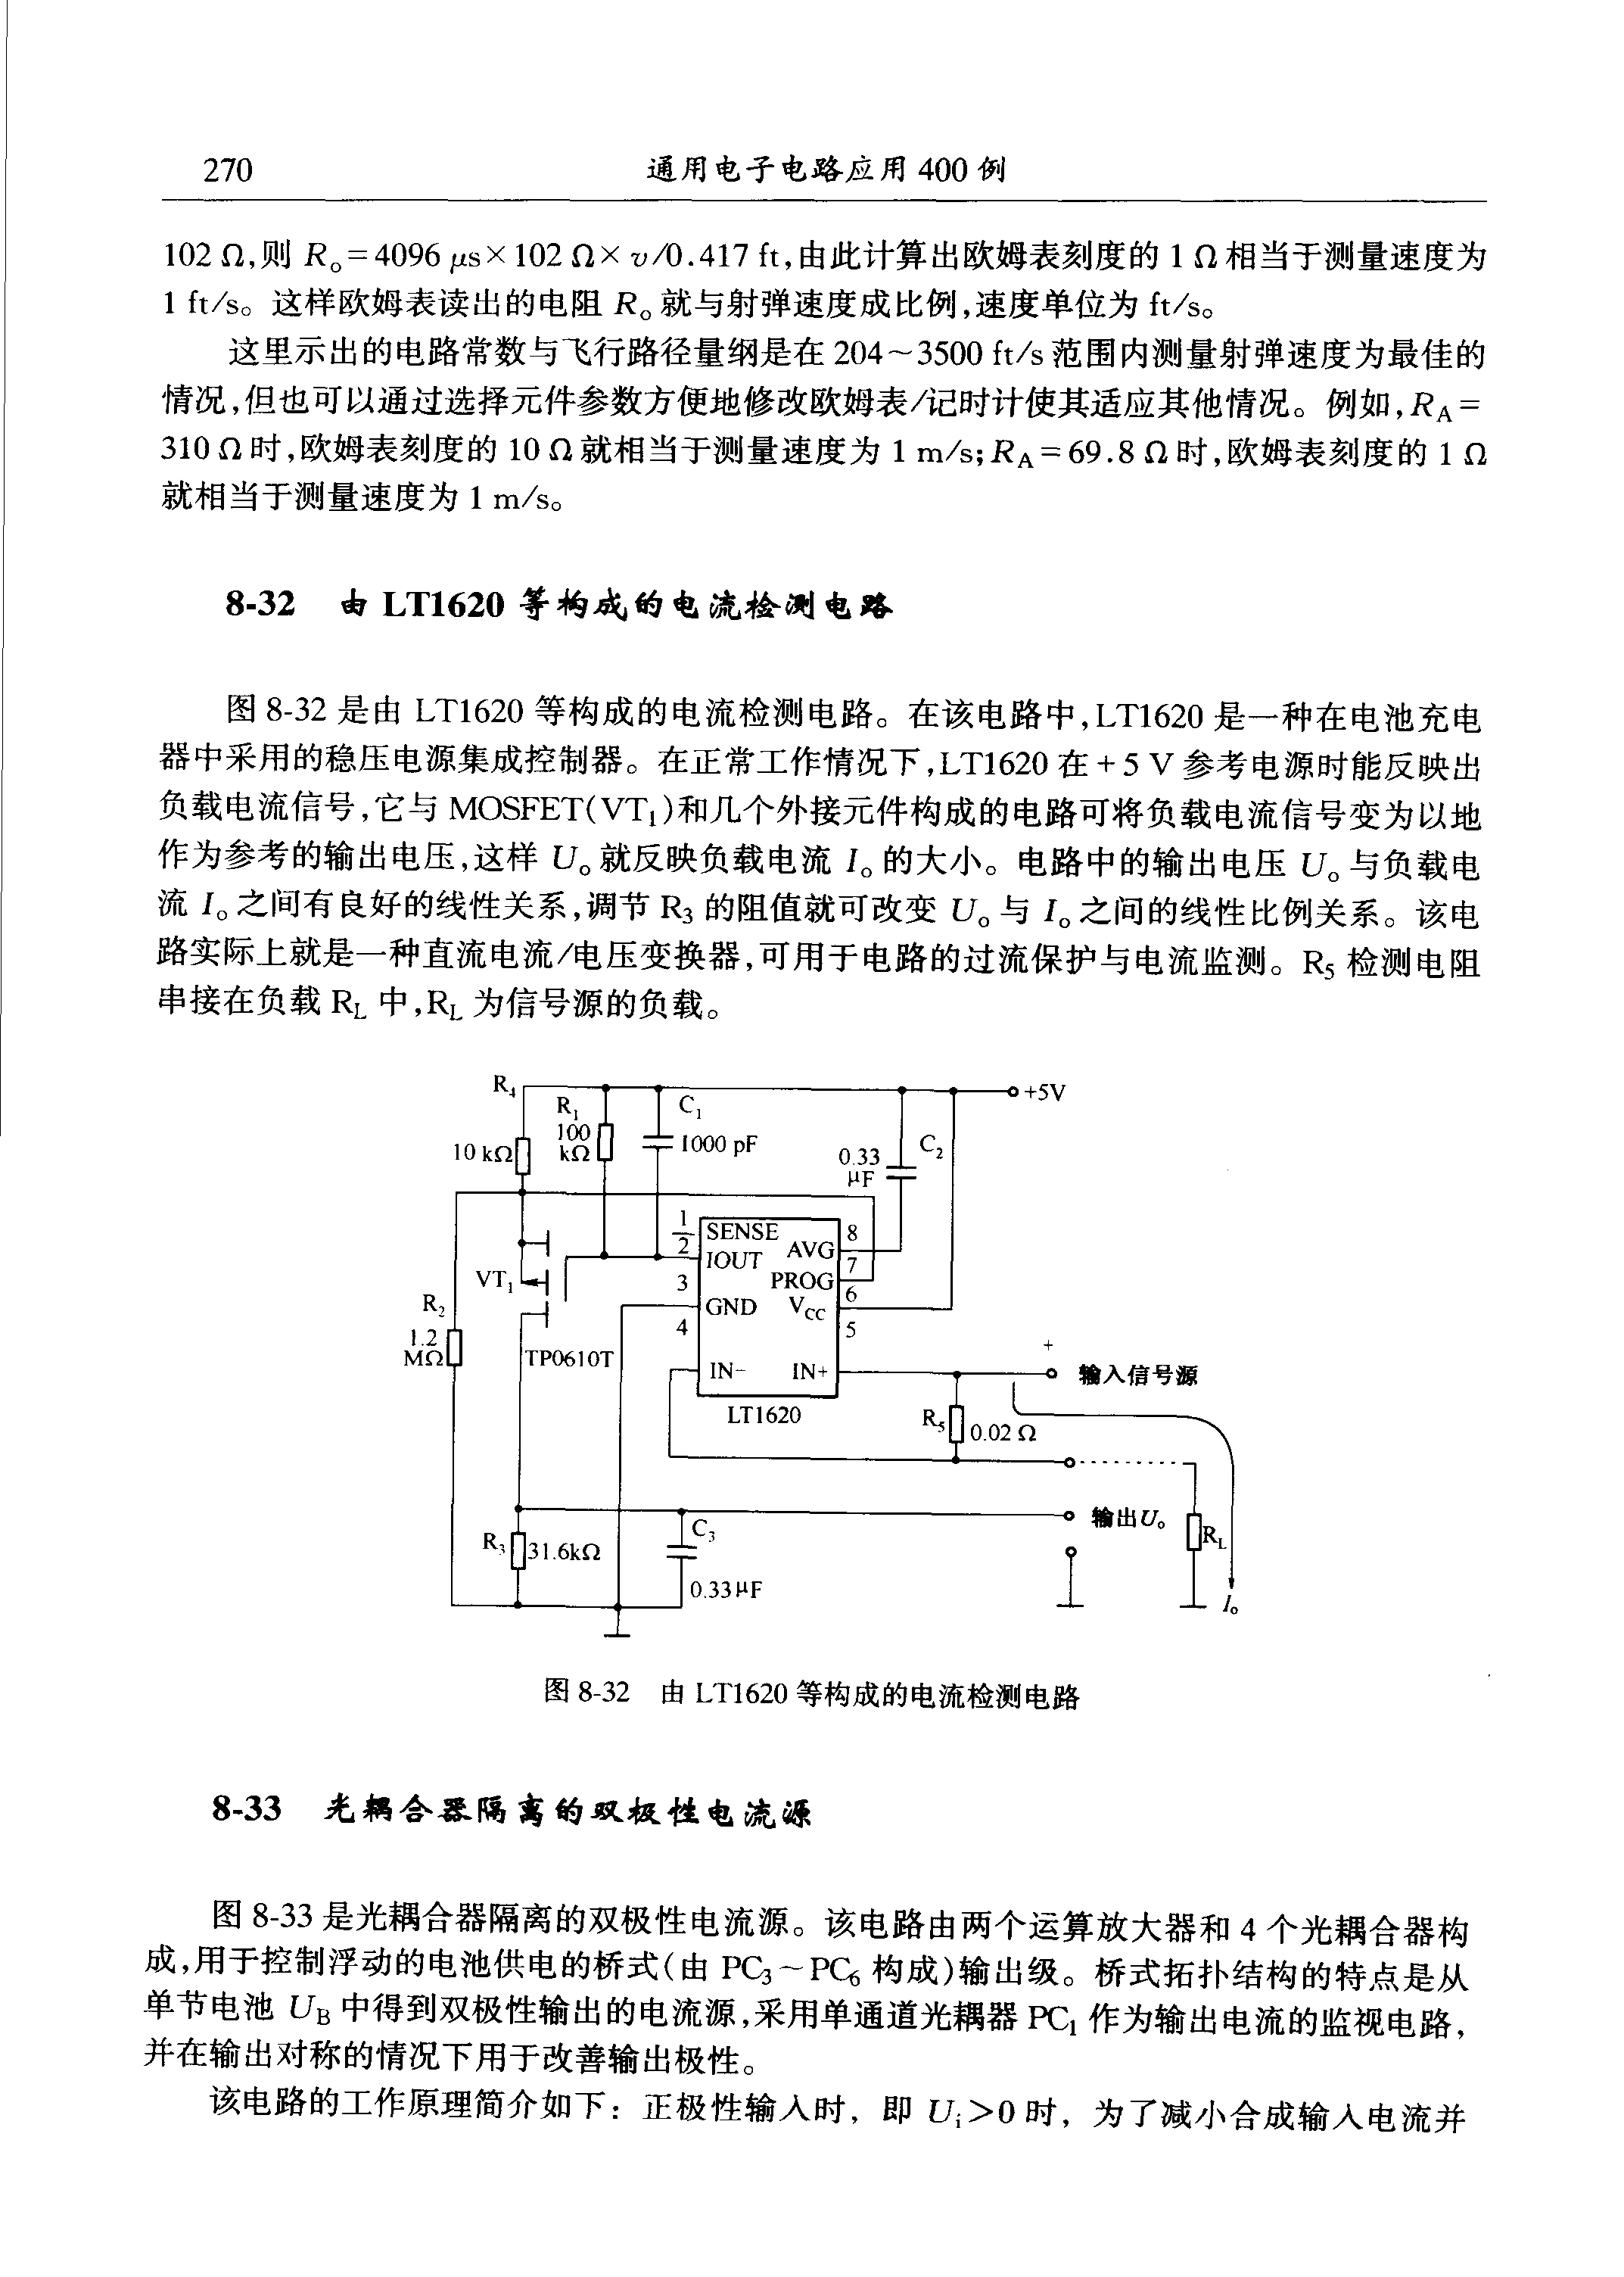 270 通用电子电路应用 400 例
102 Ω,则 Rₒ=4096 μs×102 Ω×v/0.417 ft,由此计算出欧姆表刻度的 1 Ω 相当于测量速度为
1 ft/s。这样欧姆表读出的电阻 Rₒ 就与射弹速度成比例,速度单位为 ft/s。
这里示出的电路常数与飞行路径量纲是在 204~3500 ft/s 范围内测量射弹速度为最佳的
情况,但也可以通过选择元件参数方便地修改欧姆表/记时计使其适应其他情况。例如,R_A=
310 Ω 时,欧姆表刻度的 10 Ω 就相当于测量速度为 1 m/s;R_A=69.8 Ω 时,欧姆表刻度的 1 Ω
就相当于测量速度为 1 m/s。
8-32 由 LT1620 等构成的电流检测电路
图 8-32 是由 LT1620 等构成的电流检测电路。在该电路中,LT1620 是一种在电池充电
器中采用的稳压电源集成控制器。在正常工作情况下,LT1620 在+5 V 参考电源时能反映出
负载电流信号,它与 MOSFET(VT₁)和几个外接元件构成的电路可将负载电流信号变为以地
作为参考的输出电压,这样 Uₒ 就反映负载电流 Iₒ 的大小。电路中的输出电压 Uₒ 与负载电
流 Iₒ 之间有良好的线性关系,调节 R₃ 的阻值就可改变 Uₒ 与 Iₒ 之间的线性比例关系。该电
路实际上就是一种直流电流/电压变换器,可用于电路的过流保护与电流监测。R₅ 检测电阻
串接在负载 R_L 中,R_L 为信号源的负载。
R₄
+5V
R₁
C₁
100
kΩ
10 kΩ
1000 pF
C₂
0.33
μF
1
SENSE
8
2
IOUT
AVG
7
3
PROG
6
VT₁
GND
V_CC
4
5
R₂
1.2
MΩ
TP0610T
IN-
IN+
+
输入信号源
LT1620
R₅
0.02 Ω
输出Uₒ
C₃
R₃
31.6kΩ
R_L
0.33μF
Iₒ
图 8-32 由 LT1620 等构成的电流检测电路
8-33 光耦合器隔离的双极性电流源
图 8-33 是光耦合器隔离的双极性电流源。该电路由两个运算放大器和 4 个光耦合器构
成,用于控制浮动的电池供电的桥式(由 PC₃~PC₆ 构成)输出级。桥式拓扑结构的特点是从
单节电池 U_B 中得到双极性输出的电流源,采用单通道光耦器 PC₁ 作为输出电流的监视电路,
并在输出对称的情况下用于改善输出极性。
该电路的工作原理简介如下：正极性输入时，即 Uᵢ>0 时，为了减小合成输入电流并